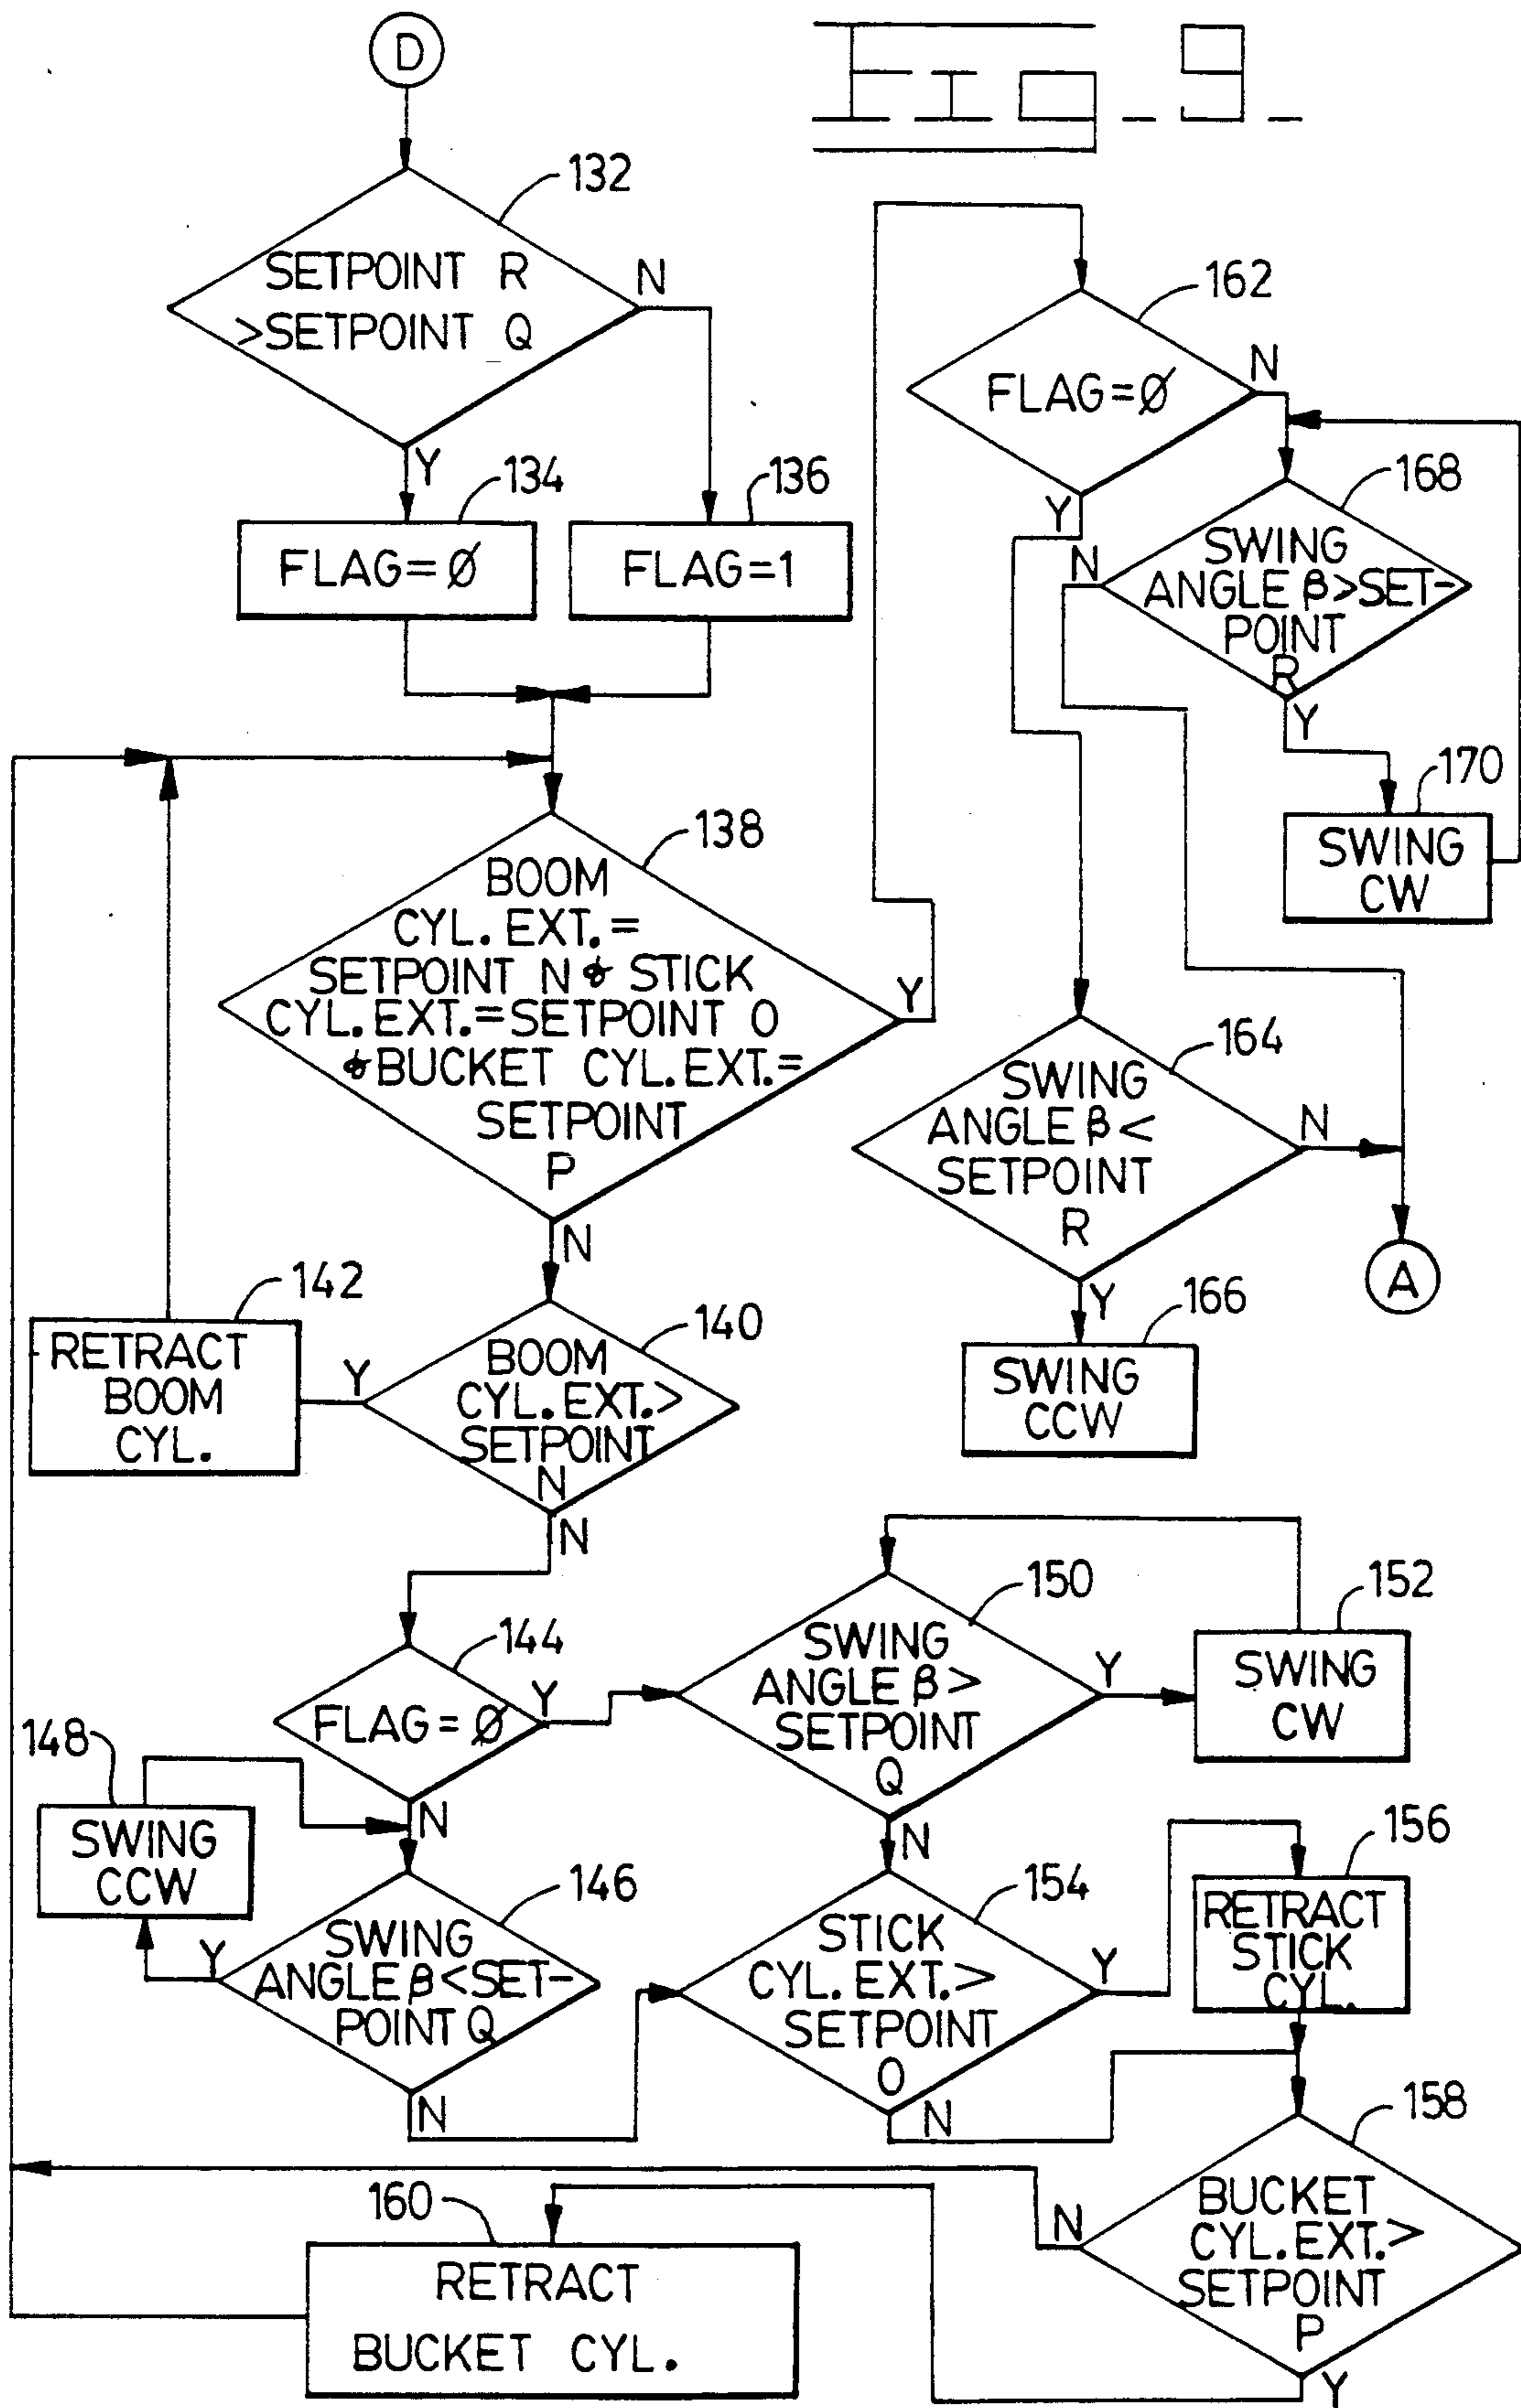 D
Fig_9_
132
SETPOINT R
>SETPOINT Q
N
Y
134
FLAG=Ø
136
FLAG=1
138
BOOM
CYL.EXT.=
SETPOINT N & STICK
CYL.EXT.=SETPOINT O
& BUCKET CYL.EXT.=
SETPOINT
P
Y
N
142
RETRACT
BOOM
CYL.
Y
140
BOOM
CYL.EXT.>
SETPOINT
N
N
144
FLAG=Ø
Y
N
148
SWING
CCW
Y
146
SWING
ANGLE β<SET-
POINT Q
N
150
SWING
ANGLE β>
SETPOINT
Q
Y
N
152
SWING
CW
154
STICK
CYL.EXT.>
SETPOINT
O
Y
N
156
RETRACT
STICK
CYL.
158
BUCKET
CYL.EXT.>
SETPOINT
P
N
Y
160
RETRACT
BUCKET CYL.
162
FLAG=Ø
N
Y
168
SWING
ANGLE β>SET-
POINT
R
N
Y
170
SWING
CW
164
SWING
ANGLE β<
SETPOINT
R
N
Y
166
SWING
CCW
A